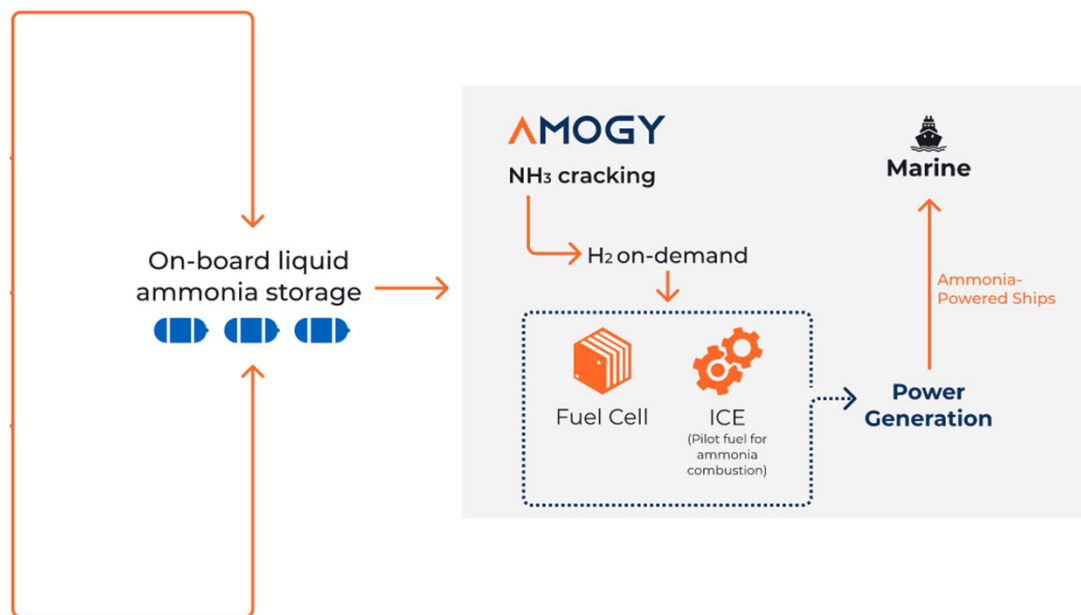 On-board liquid
ammonia storage
AMOGY
NH₃ cracking
H₂ on-demand
Fuel Cell
ICE
(Pilot fuel for
ammonia
combustion)
Marine
Ammonia-
Powered Ships
Power
Generation